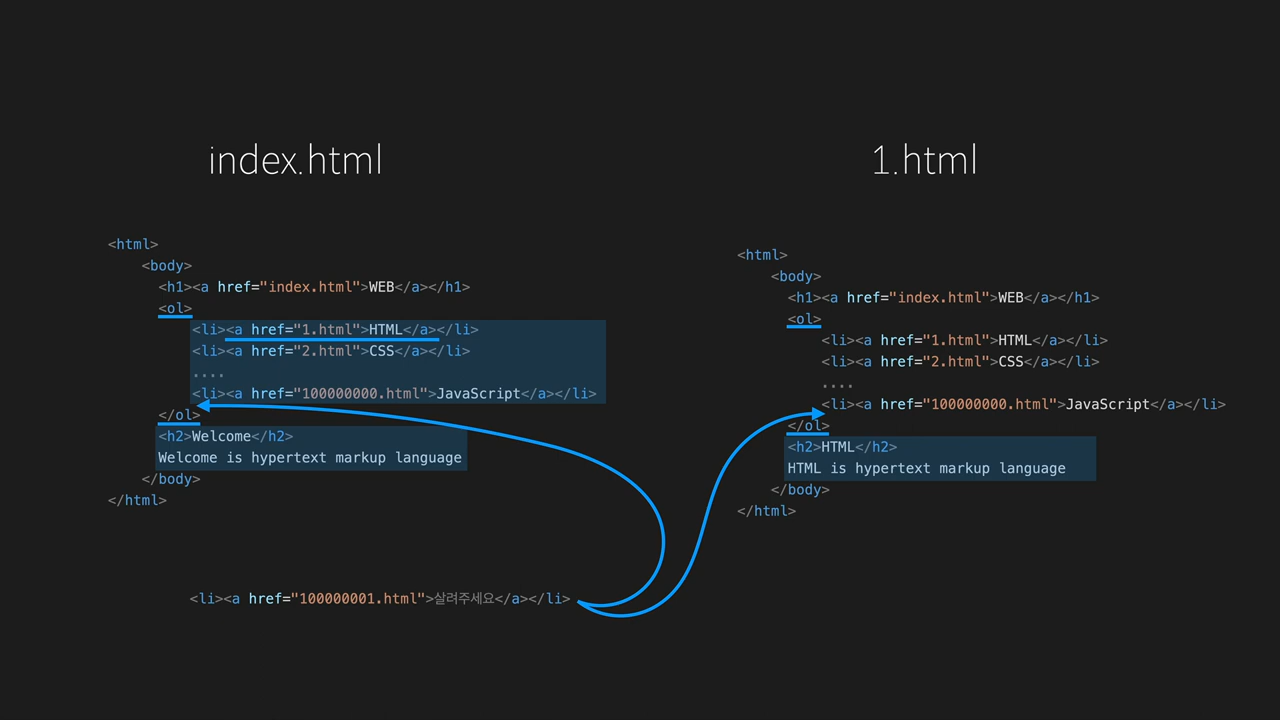 index.html
<html>
<body>
<h1><a href="index.html">WEB</a></h1>
<ol>
<li><a href="1.html">HTML</a></li>
<li><a href="2.html">CSS</a></li>
....
<li><a href="100000000.html">JavaScript</a></li>
</ol>
<h2>Welcome</h2>
Welcome is hypertext markup language
</body>
</html>
1.html
<html>
<body>
<h1><a href="index.html">WEB</a></h1>
<ol>
<li><a href="1.html">HTML</a></li>
<li><a href="2.html">CSS</a></li>
....
<li><a href="100000000.html">JavaScript</a></li>
</ol>
<h2>HTML</h2>
HTML is hypertext markup language
</body>
</html>
<li><a href="100000001.html">살려주세요</a></li>